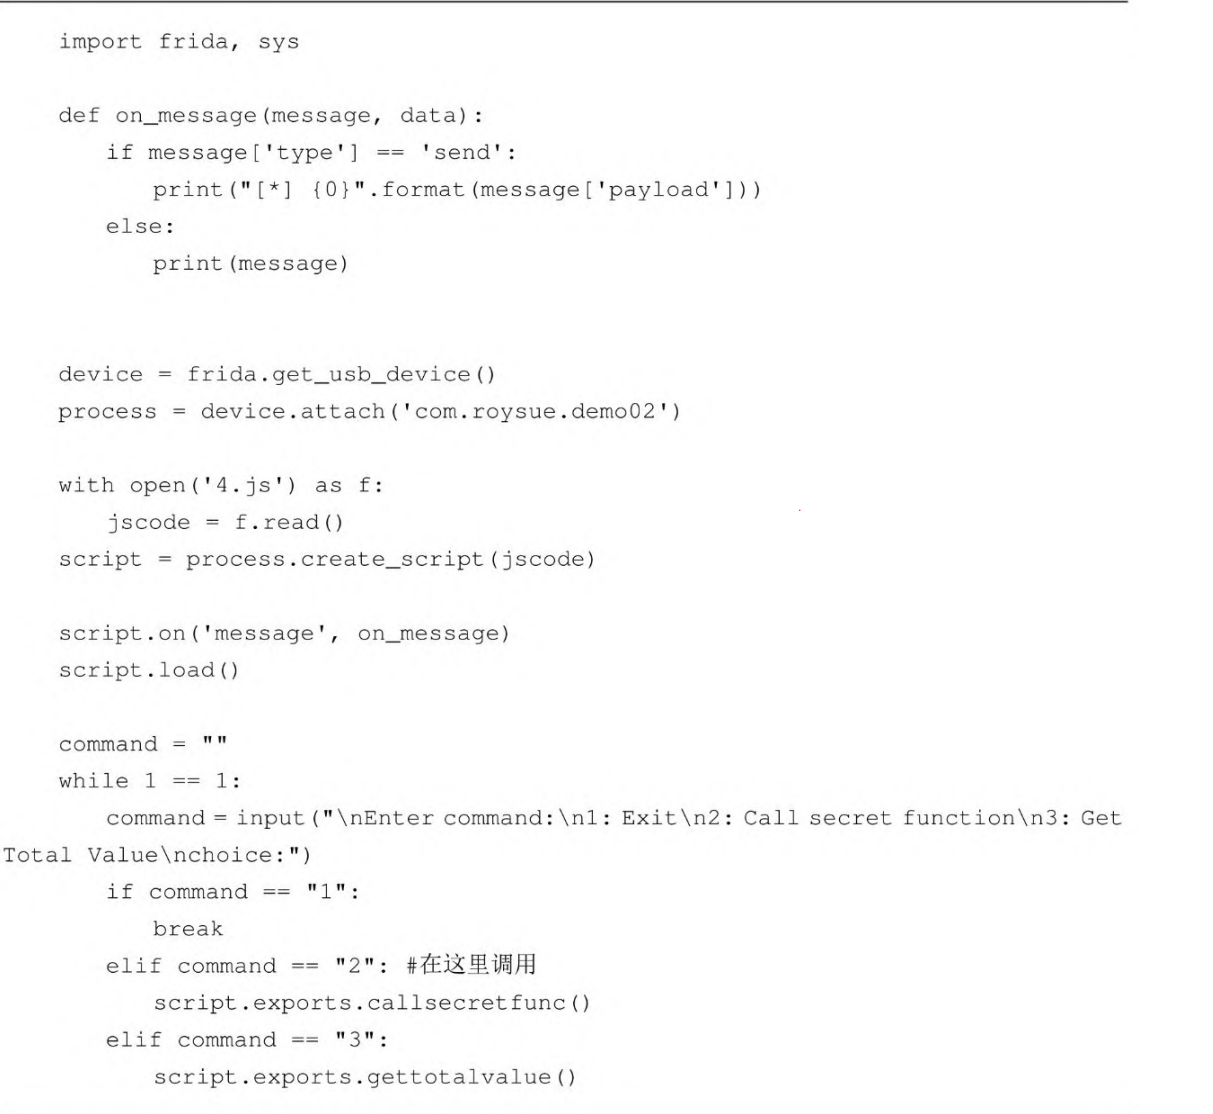 import frida, sys
def on_message(message, data):
if message['type'] == 'send':
print("[*] {0}".format(message['payload']))
else:
print(message)
device = frida.get_usb_device()
process = device.attach('com.roysue.demo02')
with open('4.js') as f:
jscode = f.read()
script = process.create_script(jscode)
script.on('message', on_message)
script.load()
command = ""
while 1 == 1:
command = input("\nEnter command:\n1: Exit\n2: Call secret function\n3: Get
Total Value\nchoice:")
if command == "1":
break
elif command == "2": #在这里调用
script.exports.callsecretfunc()
elif command == "3":
script.exports.gettotalvalue()